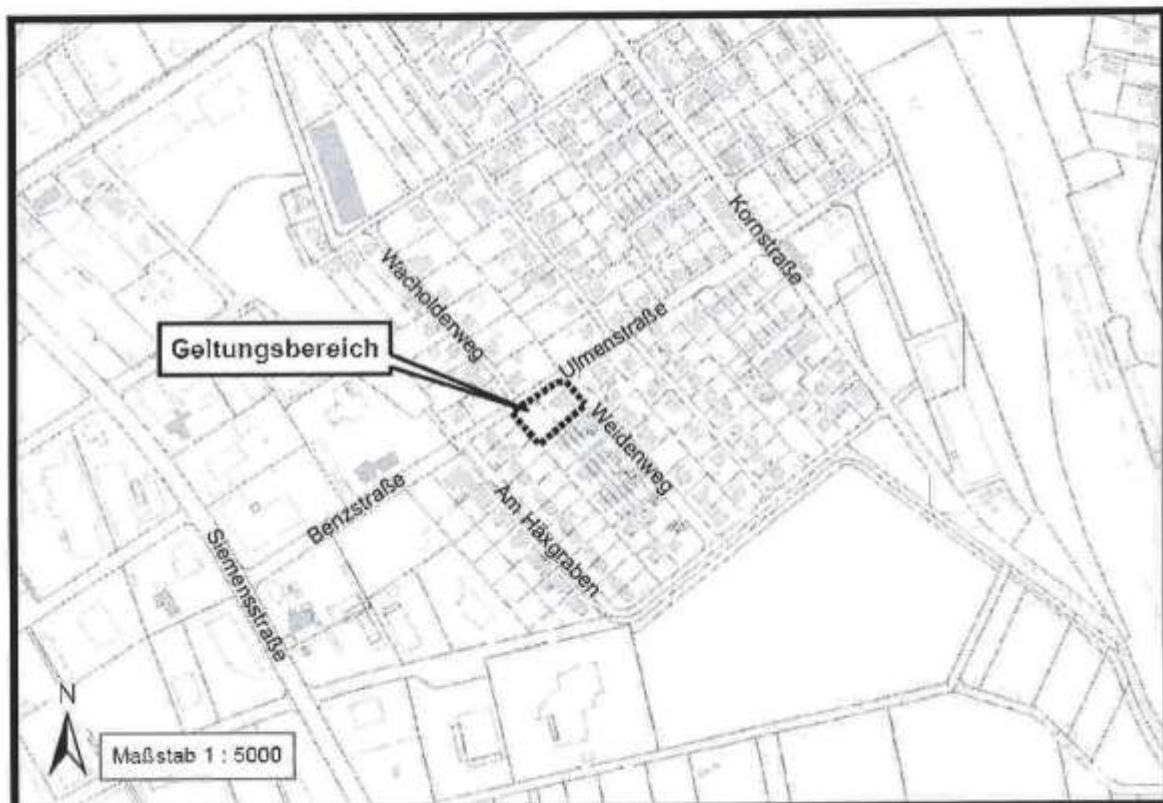 Kornstraße
Wacholderweg
Ulmenstraße
Geltungsbereich
Weidenweg
Benzstraße
Am Häxgraben
Siemensstraße
N
Maßstab 1 : 5000